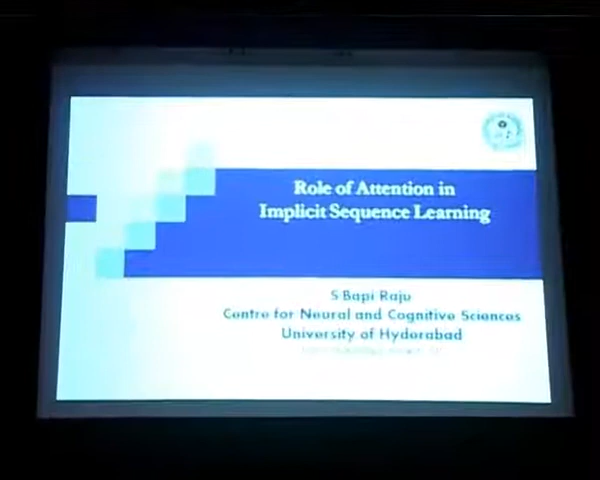 Role of Attention in
Implicit Sequence Learning
S Bapi Raju
Centre for Neural and Cognitive Sciences
University of Hyderabad